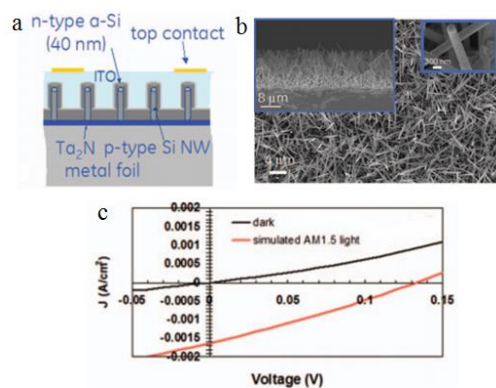 a
n-type a-Si
(40 nm)
top contact
ITO
Ta₂N p-type Si NW
metal foil
b
8 μm
300 nm
c
0.002
0.0015
0.001
0.0005
0
-0.0005
-0.001
-0.0015
-0.002
J (A/cm²)
dark
simulated AM1.5 light
-0.05
0
0.05
0.1
0.15
Voltage (V)